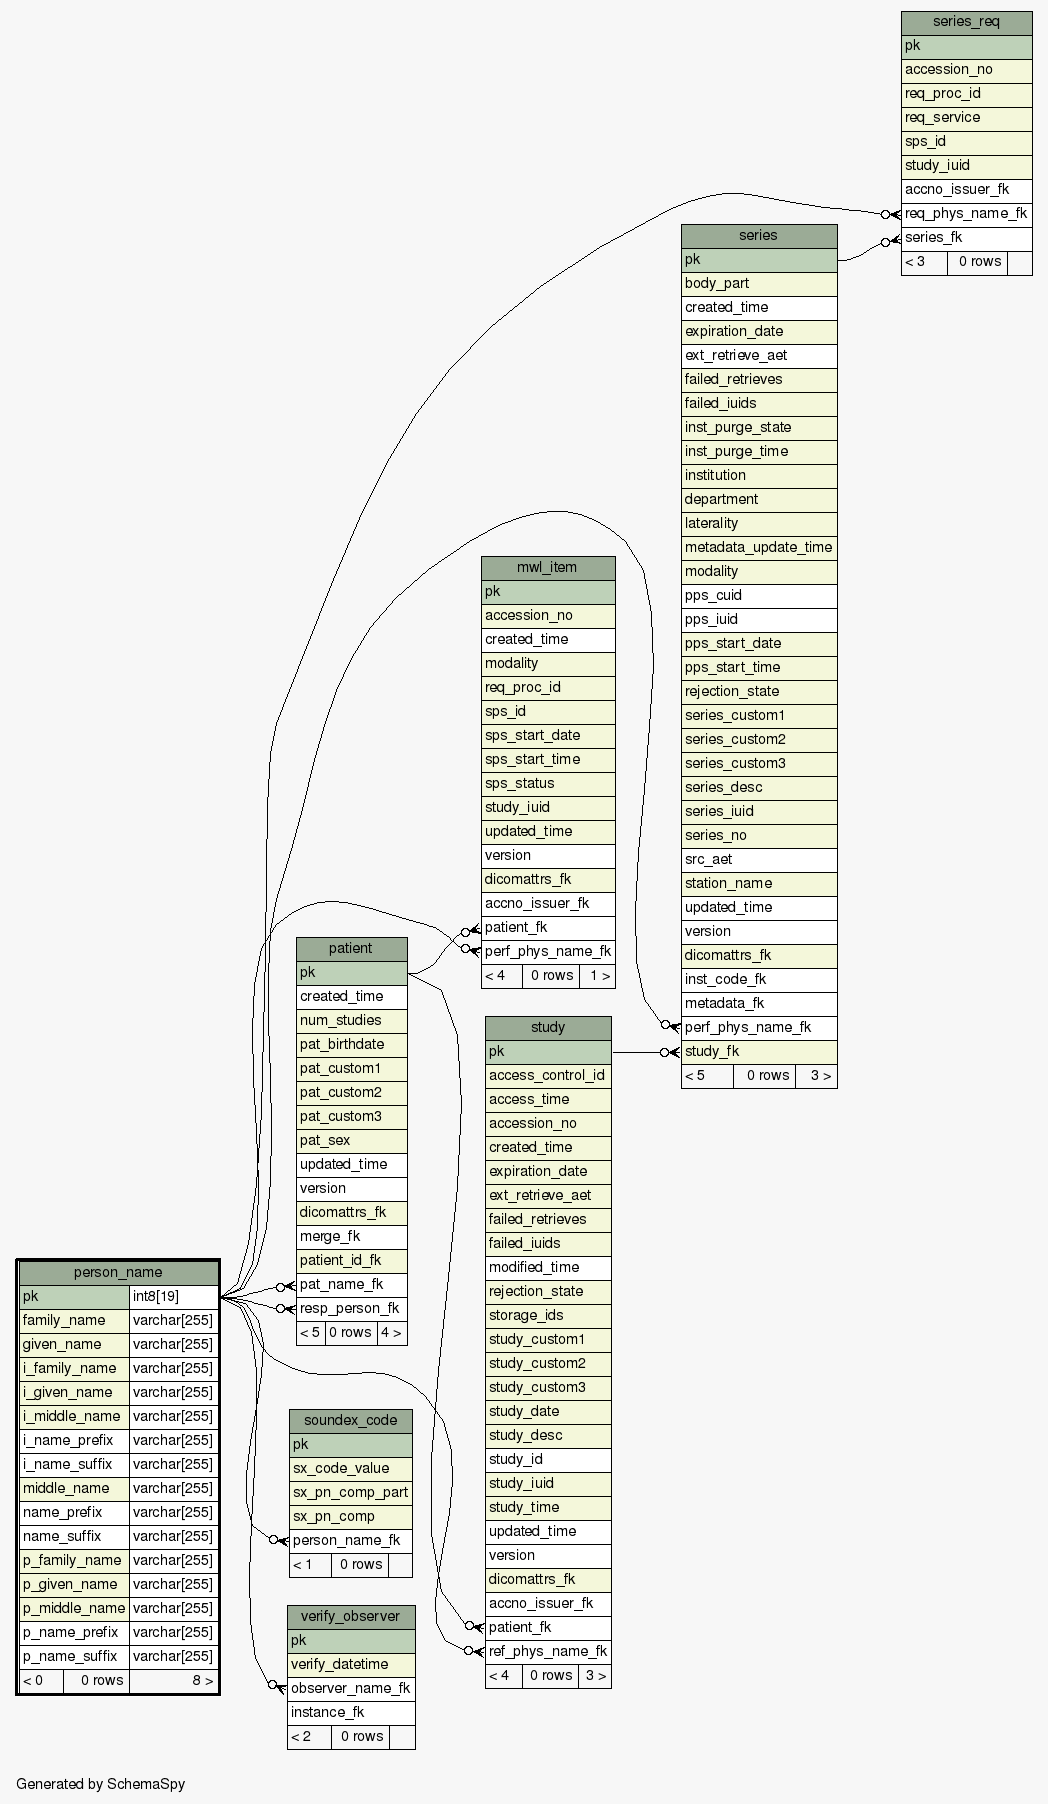 series_req
pk
accession_no
req_proc_id
req_service
sps_id
study_iuid
accno_issuer_fk
req_phys_name_fk
series_fk
< 3 0 rows
series
pk
body_part
created_time
expiration_date
ext_retrieve_aet
failed_retrieves
failed_iuids
inst_purge_state
inst_purge_time
institution
department
laterality
metadata_update_time
modality
pps_cuid
pps_iuid
pps_start_date
pps_start_time
rejection_state
series_custom1
series_custom2
series_custom3
series_desc
series_iuid
series_no
src_aet
station_name
updated_time
version
dicomattrs_fk
inst_code_fk
metadata_fk
perf_phys_name_fk
study_fk
< 5 0 rows 3 >
mwl_item
pk
accession_no
created_time
modality
req_proc_id
sps_id
sps_start_date
sps_start_time
sps_status
study_iuid
updated_time
version
dicomattrs_fk
accno_issuer_fk
patient_fk
perf_phys_name_fk
< 4 0 rows 1 >
patient
pk
created_time
num_studies
pat_birthdate
pat_custom1
pat_custom2
pat_custom3
pat_sex
updated_time
version
dicomattrs_fk
merge_fk
patient_id_fk
pat_name_fk
resp_person_fk
< 5 0 rows 4 >
study
pk
access_control_id
access_time
accession_no
created_time
expiration_date
ext_retrieve_aet
failed_retrieves
failed_iuids
modified_time
rejection_state
storage_ids
study_custom1
study_custom2
study_custom3
study_date
study_desc
study_id
study_iuid
study_time
updated_time
version
dicomattrs_fk
accno_issuer_fk
patient_fk
ref_phys_name_fk
< 4 0 rows 3 >
person_name
pk int8[19]
family_name varchar[255]
given_name varchar[255]
i_family_name varchar[255]
i_given_name varchar[255]
i_middle_name varchar[255]
i_name_prefix varchar[255]
i_name_suffix varchar[255]
middle_name varchar[255]
name_prefix varchar[255]
name_suffix varchar[255]
p_family_name varchar[255]
p_given_name varchar[255]
p_middle_name varchar[255]
p_name_prefix varchar[255]
p_name_suffix varchar[255]
< 0 0 rows 8 >
soundex_code
pk
sx_code_value
sx_pn_comp_part
sx_pn_comp
person_name_fk
< 1 0 rows
verify_observer
pk
verify_datetime
observer_name_fk
instance_fk
< 2 0 rows
Generated by SchemaSpy